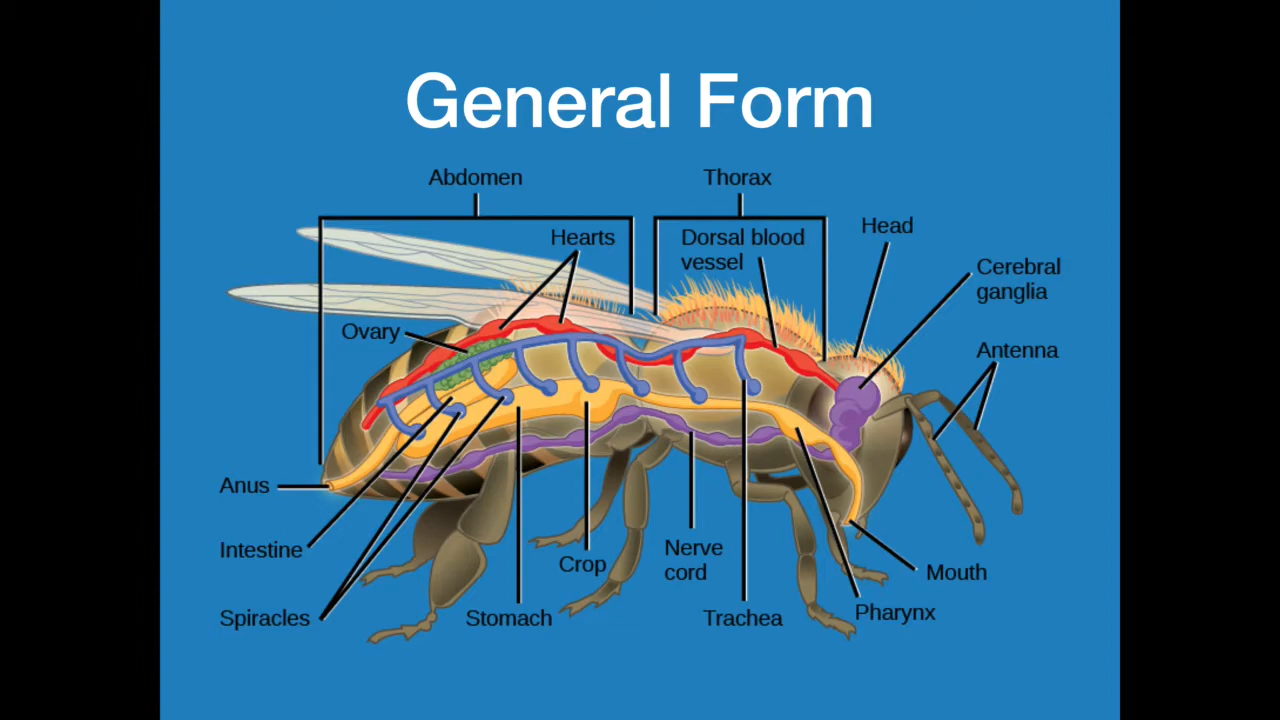 General Form
Abdomen
Thorax
Head
Hearts
Dorsal blood
vessel
Cerebral
ganglia
Ovary
Antenna
Anus
Intestine
Crop
Nerve
cord
Mouth
Spiracles
Stomach
Trachea
Pharynx